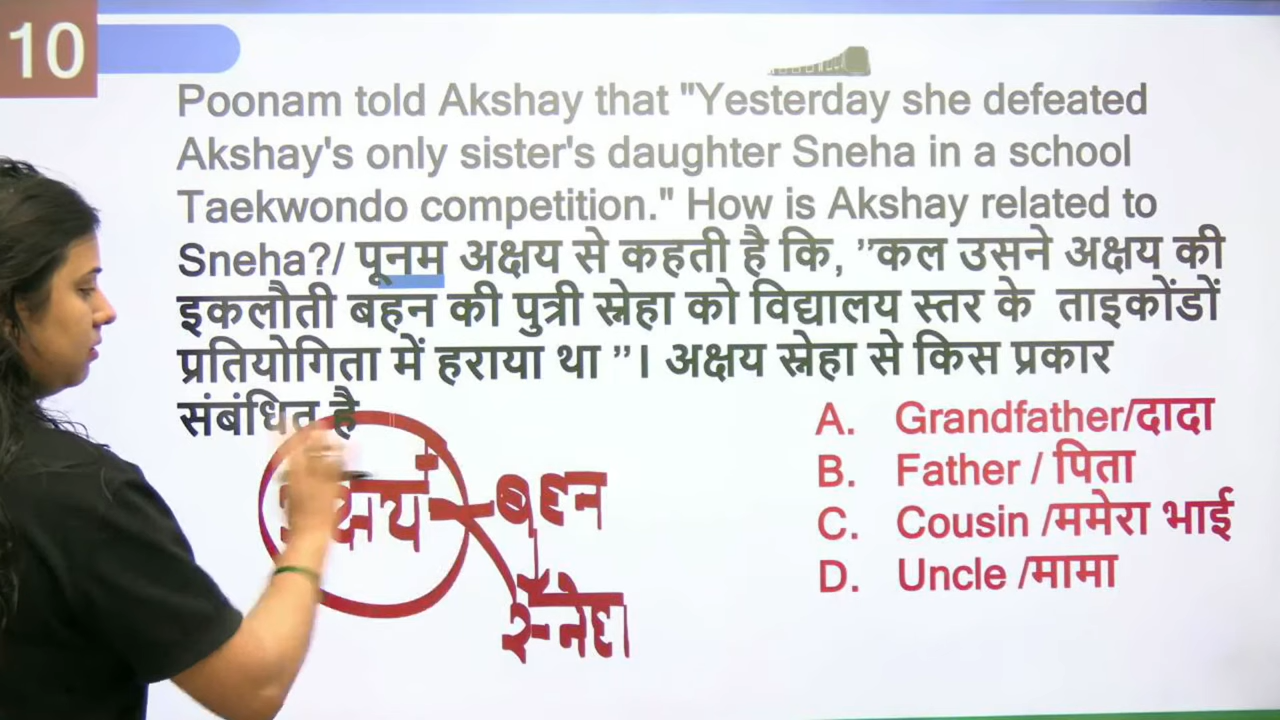 10
Poonam told Akshay that "Yesterday she defeated
Akshay's only sister's daughter Sneha in a school
Taekwondo competition." How is Akshay related to
Sneha?/ पूनम अक्षय से कहती है कि, ”कल उसने अक्षय की
इकलौती बहन की पुत्री स्नेहा को विद्यालय स्तर के ताइकोंडों
प्रतियोगिता में हराया था ”। अक्षय स्नेहा से किस प्रकार
संबंधित है
A. Grandfather/दादा
B. Father / पिता
C. Cousin /ममेरा भाई
D. Uncle /मामा
बहन
स्नेहा